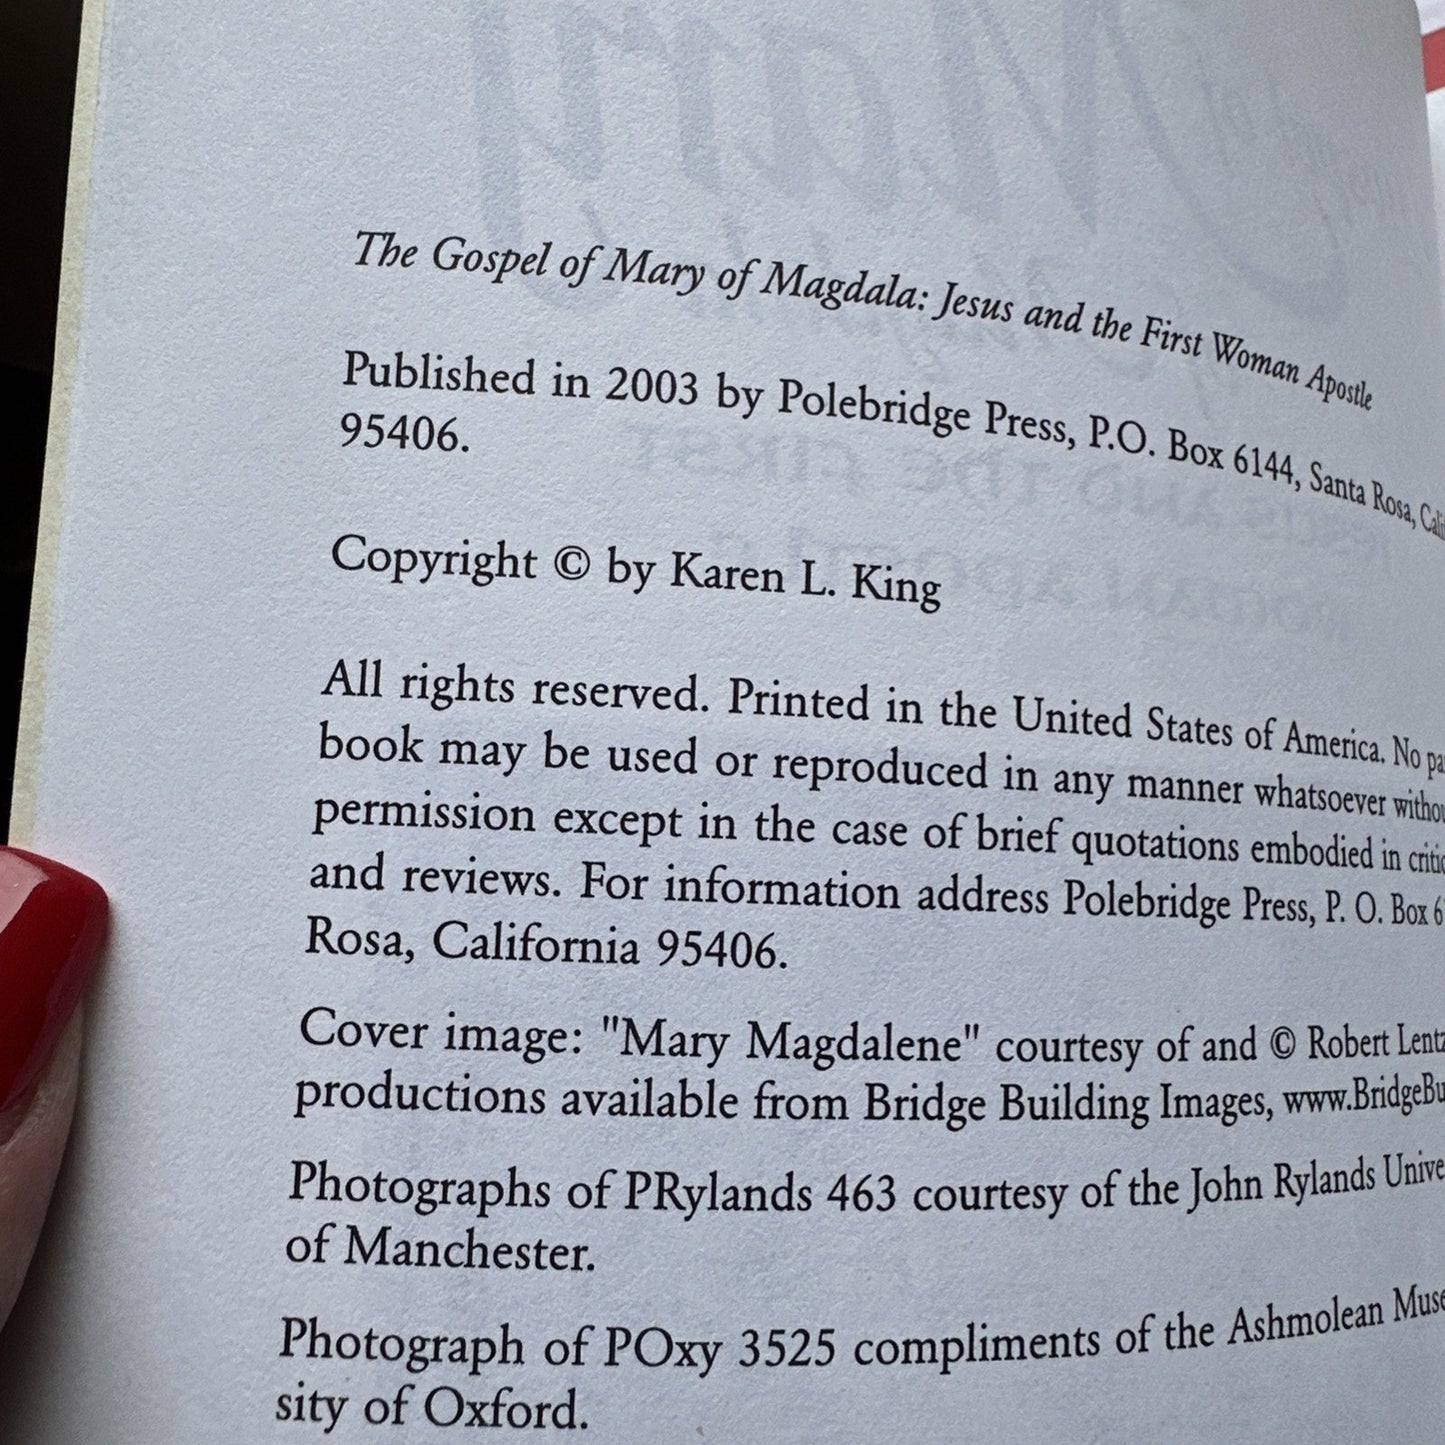 The Gospel of Mary of Magdala: Jesus and the First Woman Apostle
Published in 2003 by Polebridge Press, P.O. Box 6144, Santa Rosa,
95406.
Copyright © by Karen L. King
All rights reserved. Printed in the United States of America. No
book may be used or reproduced in any manner whatsoever
permission except in the case of brief quotations embodied in
and reviews. For information address Polebridge Press, P. O. Box
Rosa, California 95406.
Cover image: "Mary Magdalene" courtesy of and © Robert
productions available from Bridge Building Images,
Photographs of PRylands 463 courtesy of the John Rylands
of Manchester.
Photograph of POxy 3525 compliments of the Ashmolean
sity of Oxford.